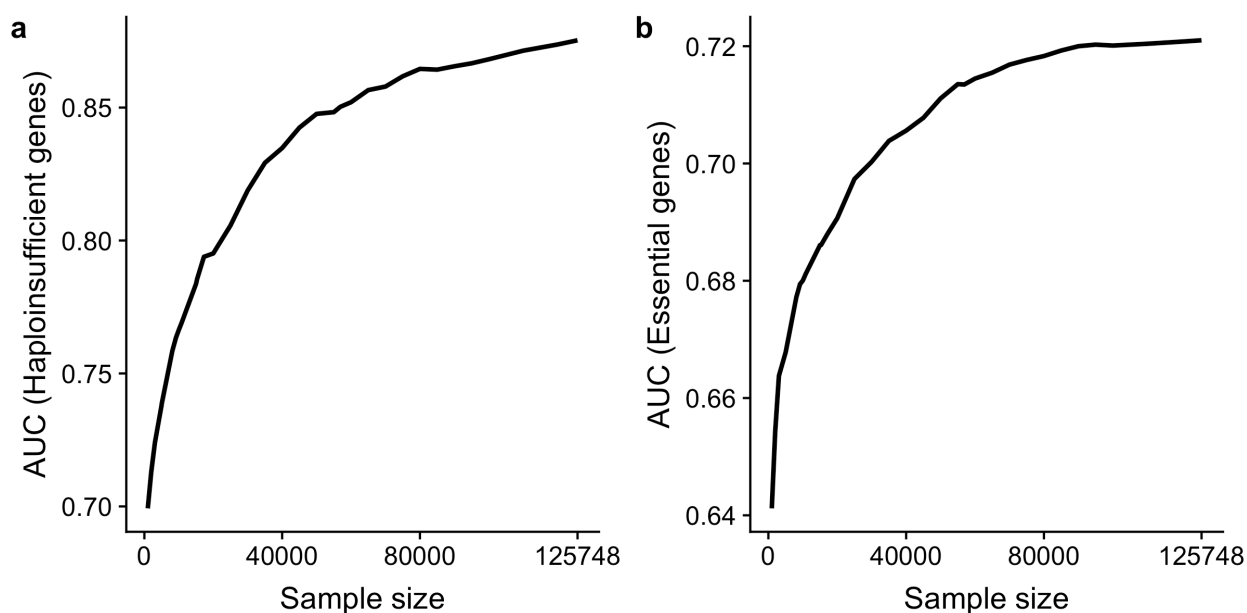 a
AUC (Haploinsufficient genes)
0.85
0.80
0.75
0.70
0
40000
80000
125748
Sample size
b
AUC (Essential genes)
0.72
0.70
0.68
0.66
0.64
0
40000
80000
125748
Sample size